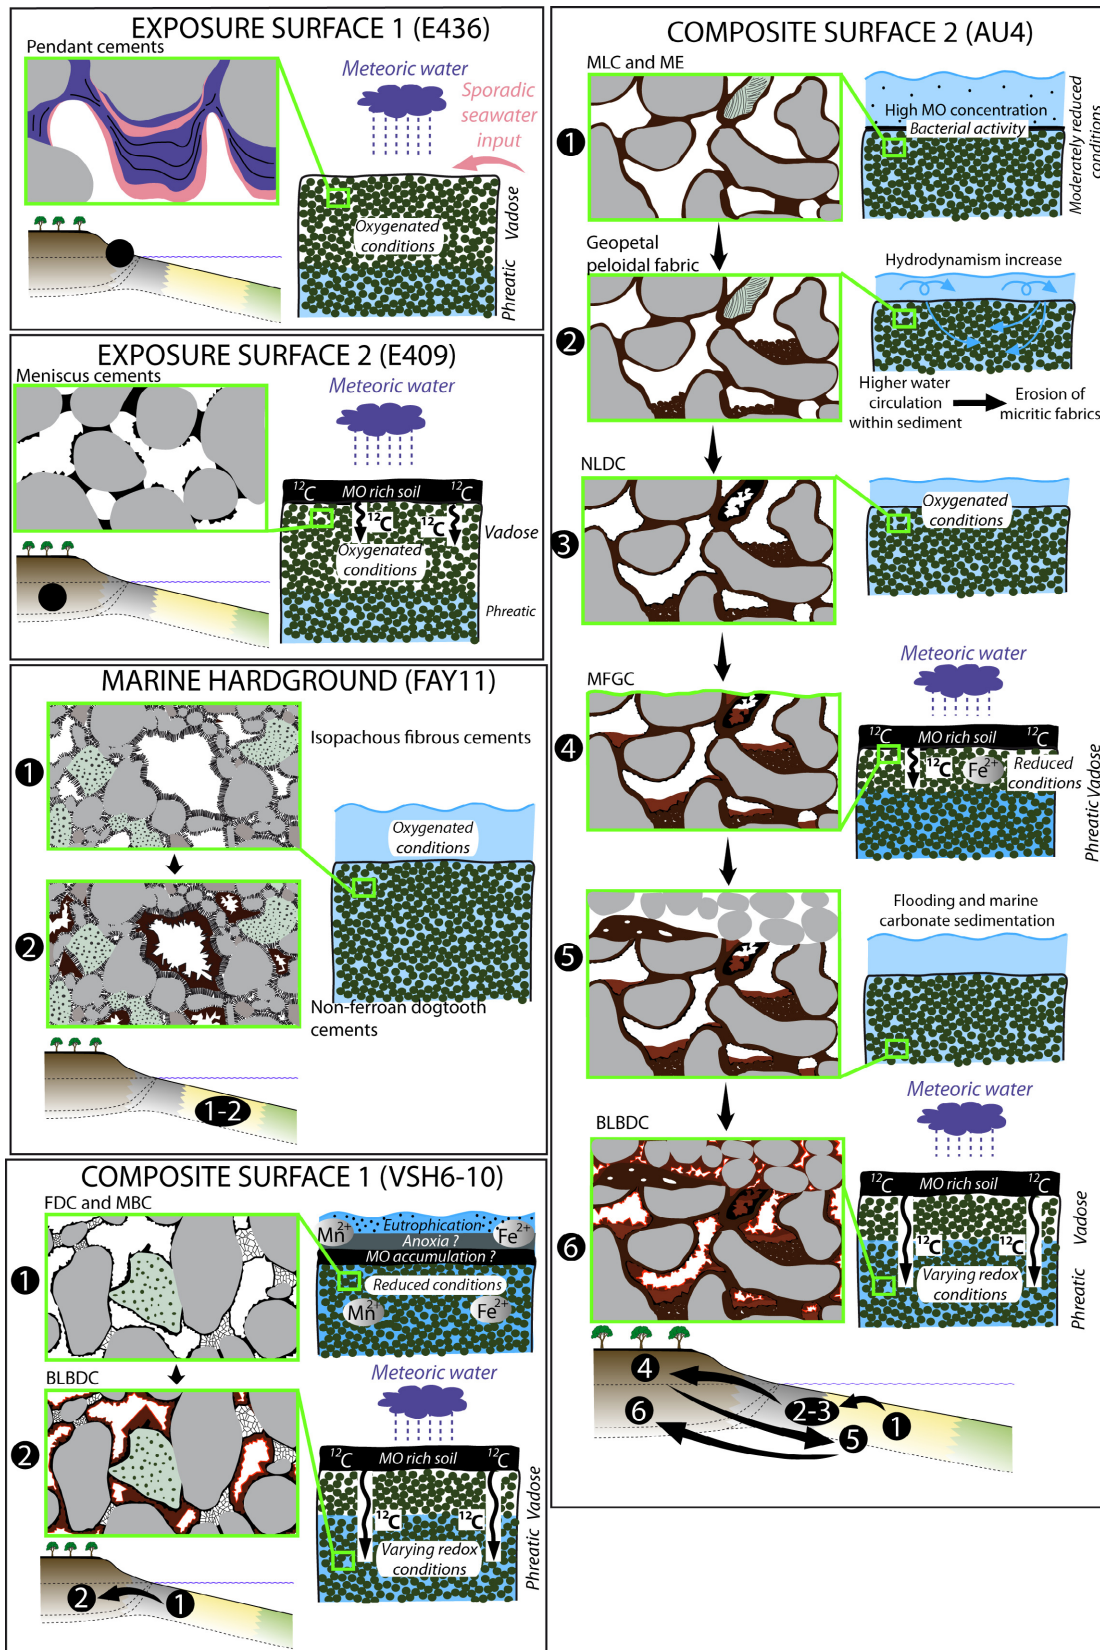 EXPOSURE SURFACE 1 (E436)
Pendant cements
Meteoric water
Sporadic
seawater
input
Oxygenated
conditions
Vadose
Phreatic
EXPOSURE SURFACE 2 (E409)
Meniscus cements
Meteoric water
12C
MO rich soil
12C
12C
12C
Oxygenated
conditions
Vadose
Phreatic
MARINE HARDGROUND (FAY11)
1
Isopachous fibrous cements
Oxygenated
conditions
2
Non-ferroan dogtooth
cements
1-2
COMPOSITE SURFACE 1 (VSH6-10)
FDC and MBC
1
Mn2+
Eutrophication
Fe2+
Anoxia ?
MO accumulation ?
Reduced conditions
Mn2+
Fe2+
BLBDC
2
Meteoric water
12C
MO rich soil
12C
12C
12C
Varying redox
conditions
Vadose
Phreatic
2
1
COMPOSITE SURFACE 2 (AU4)
MLC and ME
1
High MO concentration
Bacterial activity
Moderately reduced
conditions
Geopetal
peloidal fabric
2
Hydrodynamism increase
Higher water
circulation
within sediment
Erosion of
micritic fabrics
NLDC
3
Oxygenated
conditions
MFGC
4
Meteoric water
12C
MO rich soil
12C
12C
Fe2+
Reduced
conditions
Vadose
Phreatic
5
Flooding and marine
carbonate sedimentation
BLBDC
6
Meteoric water
12C
MO rich soil
12C
12C
12C
Varying redox
conditions
Vadose
Phreatic
4
6
2-3
5
1